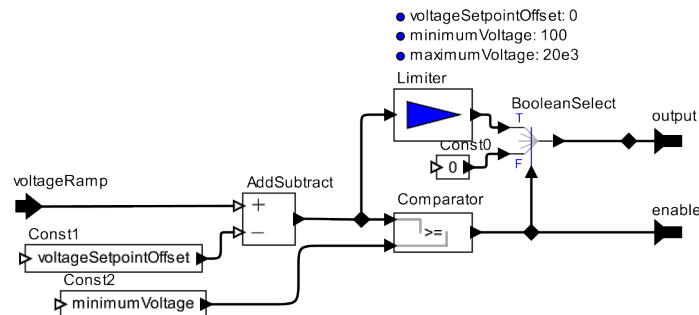 voltageSetpointOffset: 0
minimumVoltage: 100
maximumVoltage: 20e3
Limiter
BooleanSelect
output
T
Const0
0
F
voltageRamp
AddSubtract
+
−
Comparator
>=
enable
Const1
voltageSetpointOffset
Const2
minimumVoltage